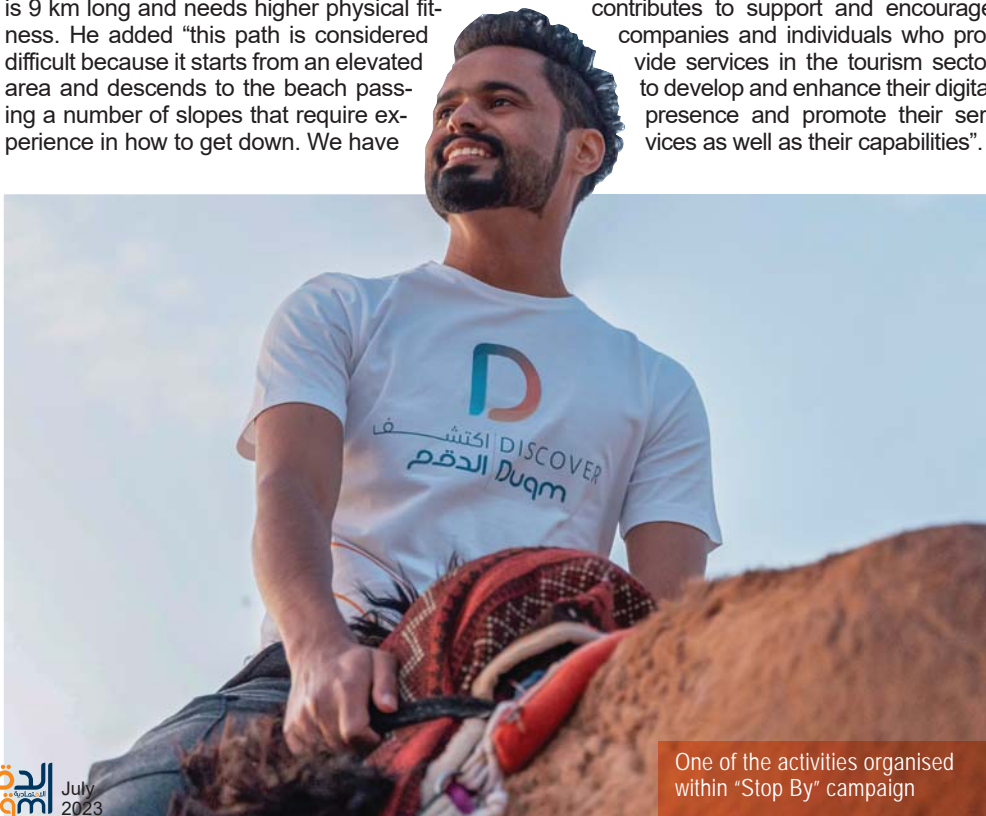 is 9 km long and needs higher physical fit-
ness. He added “this path is considered
difficult because it starts from an elevated
area and descends to the beach pass-
ing a number of slopes that require ex-
perience in how to get down. We have
contributes to support and encourage
companies and individuals who pro
vide services in the tourism secto
to develop and enhance their digita
presence and promote their ser
vices as well as their capabilities”.
D
اكتشـــــف DISCOVER
الدقم Duqm
July
2023
One of the activities organised
within “Stop By” campaign